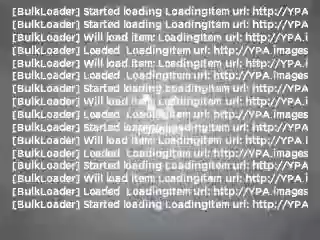 [BulkLoader] Started loading LoadingItem url: http://YPA
[BulkLoader] Started loading LoadingItem url: http://YPA
[BulkLoader] Will load item: LoadingItem url: http://YPA.i
[BulkLoader] Loaded LoadingItem url: http://YPA.images
[BulkLoader] Started loading LoadingItem url: http://YPA
[BulkLoader] Loaded LoadingItem url: http://YPA.images
[BulkLoader] Started loading LoadingItem url: http://YPA
[BulkLoader] Will load item: LoadingItem url: http://YPA.i
[BulkLoader] Loaded LoadingItem url: http://YPA.images
[BulkLoader] Started loading LoadingItem url: http://YPA
[BulkLoader] Will load item: LoadingItem url: http://YPA.i
[BulkLoader] Loaded LoadingItem url: http://YPA.images
[BulkLoader] Started loading LoadingItem url: http://YPA
[BulkLoader] Will load item: LoadingItem url: http://YPA.i
[BulkLoader] Loaded LoadingItem url: http://YPA.images
[BulkLoader] Started loading LoadingItem url: http://YPA